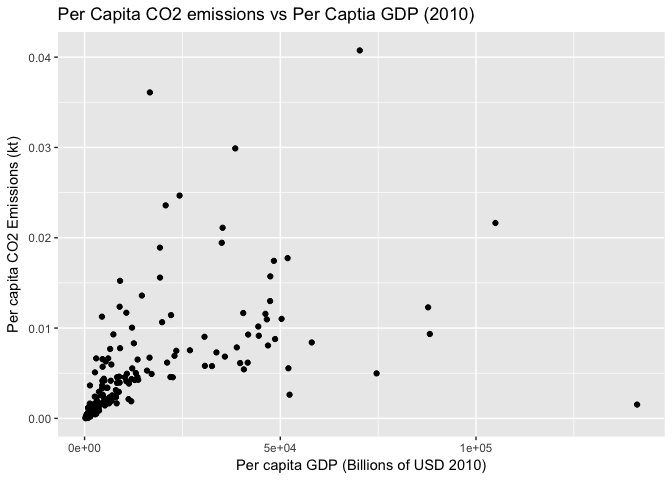 Per Capita CO2 emissions vs Per Captia GDP (2010)
0.04
0.03
0.02
0.01
0.00
Per capita CO2 Emissions (kt)
0e+00
5e+04
1e+05
Per capita GDP (Billions of USD 2010)